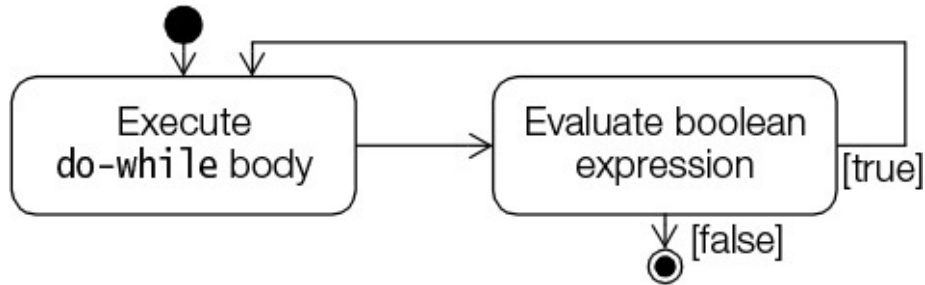 Execute
do-while body
Evaluate boolean
expression
[true]
[false]